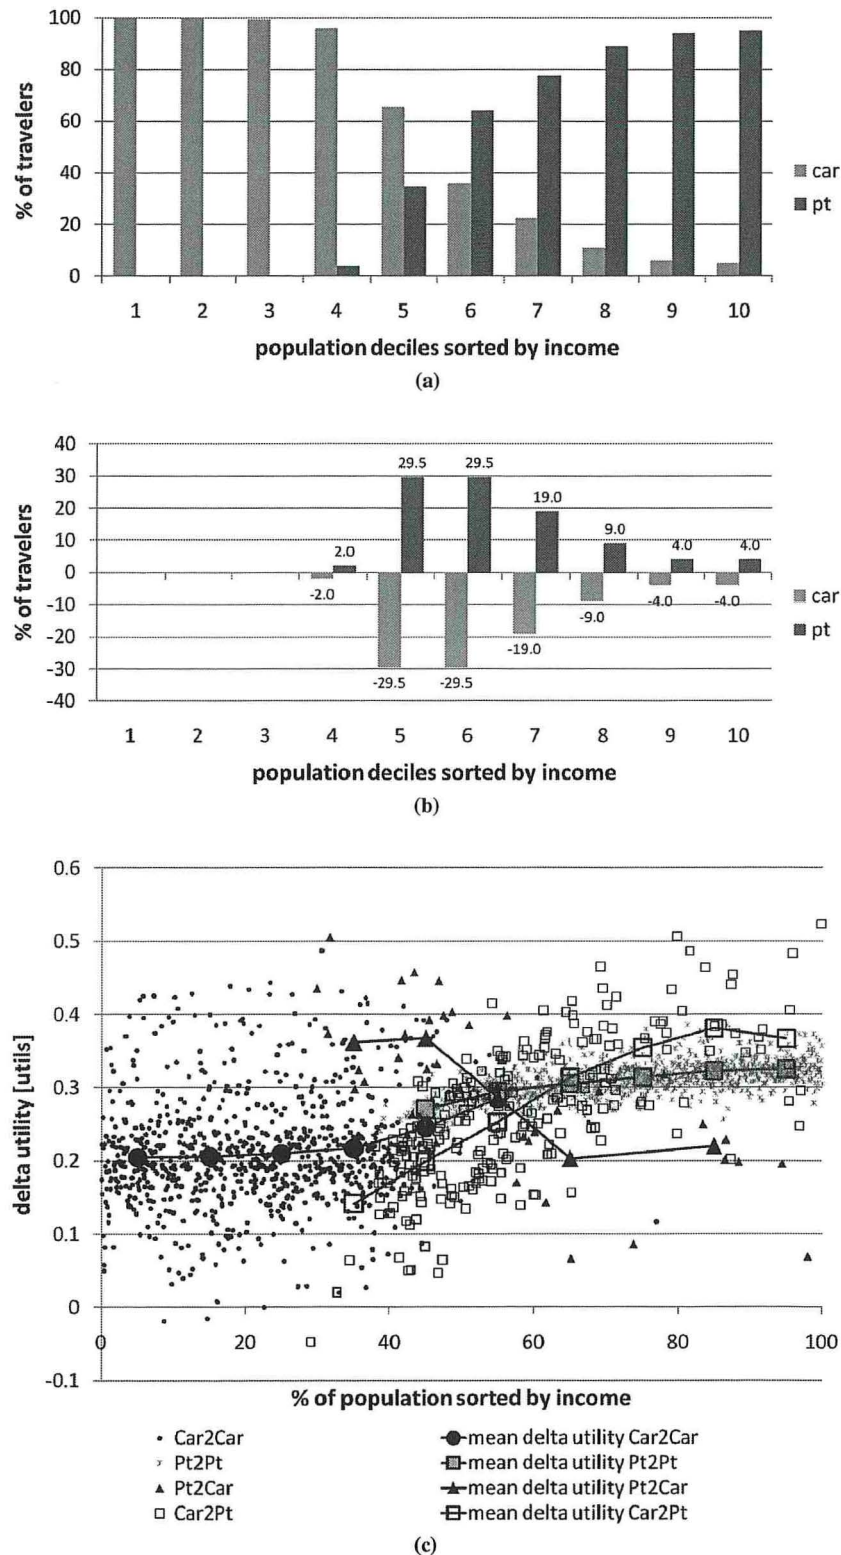 100
80
60
40
20
0
% of travelers
1 2 3 4 5 6 7 8 9 10
population deciles sorted by income
car
pt
(a)
40
30
20
10
0
-10
-20
-30
-40
% of travelers
29.5 29.5 19.0 9.0 4.0 4.0
2.0
-2.0
-29.5 -29.5 -19.0 -9.0 -4.0 -4.0
1 2 3 4 5 6 7 8 9 10
population deciles sorted by income
car
pt
(b)
0.6
0.5
0.4
0.3
0.2
0.1
0
-0.1
delta utility [utils]
0 20 40 60 80 100
% of population sorted by income
Car2Car
Pt2Pt
Pt2Car
Car2Pt
mean delta utility Car2Car
mean delta utility Pt2Pt
mean delta utility Pt2Car
mean delta utility Car2Pt
(c)